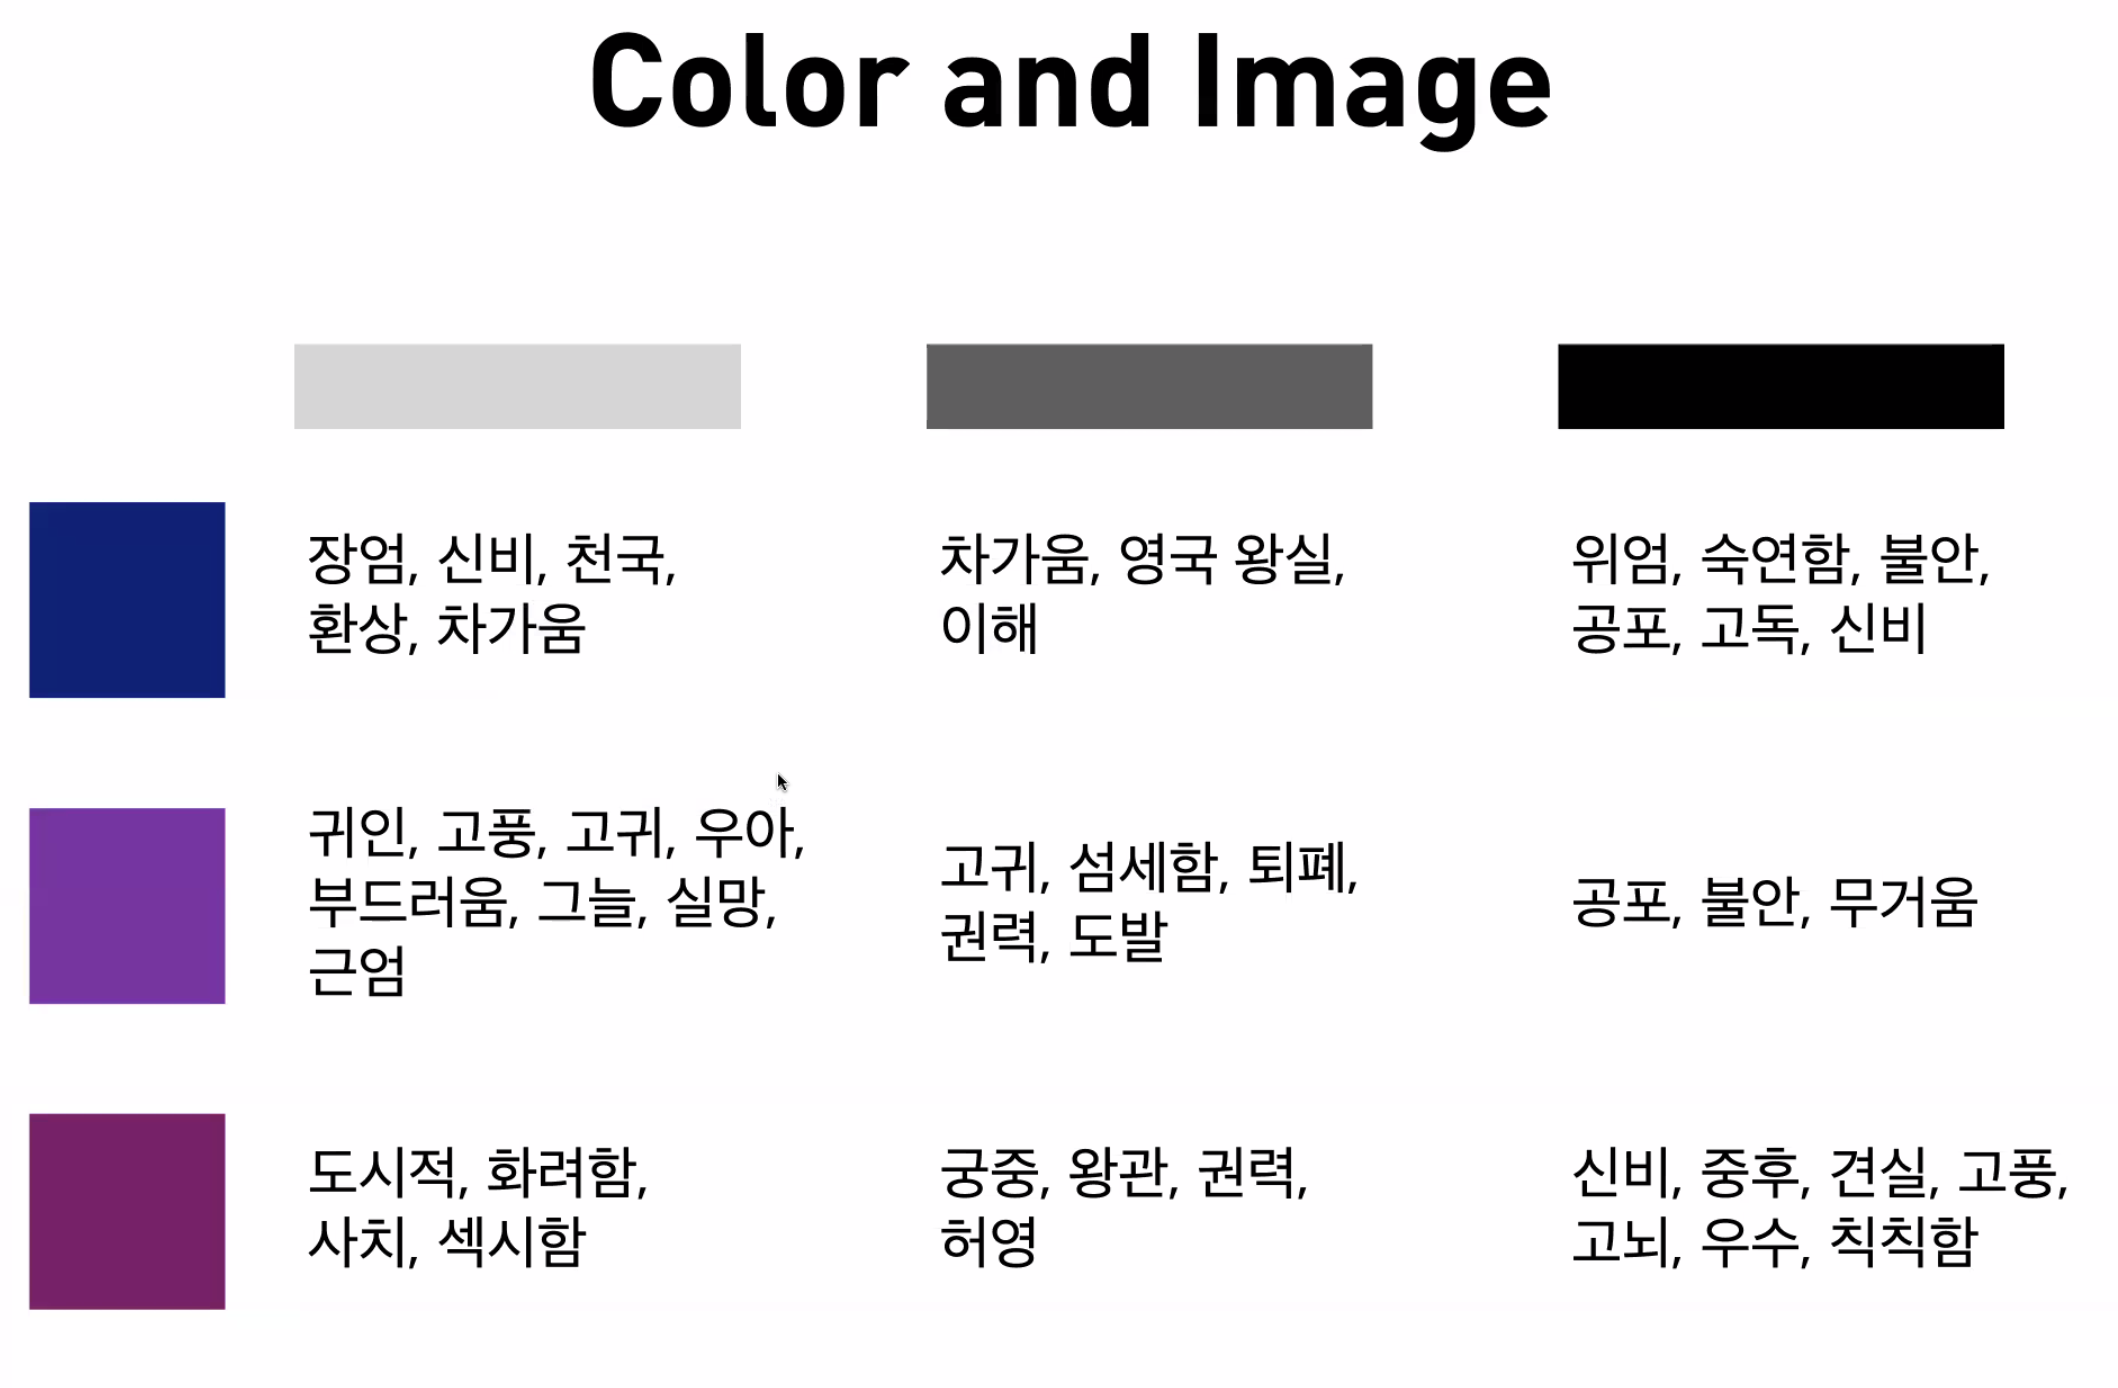 Color and Image
장엄, 신비, 천국,
환상, 차가움
차가움, 영국 왕실,
이해
위엄, 숙연함, 불안,
공포, 고독, 신비
귀인, 고풍, 고귀, 우아,
부드러움, 그늘, 실망,
근엄
고귀, 섬세함, 퇴폐,
권력, 도발
공포, 불안, 무거움
도시적, 화려함,
사치, 섹시함
궁중, 왕관, 권력,
허영
신비, 중후, 견실, 고풍,
고뇌, 우수, 칙칙함